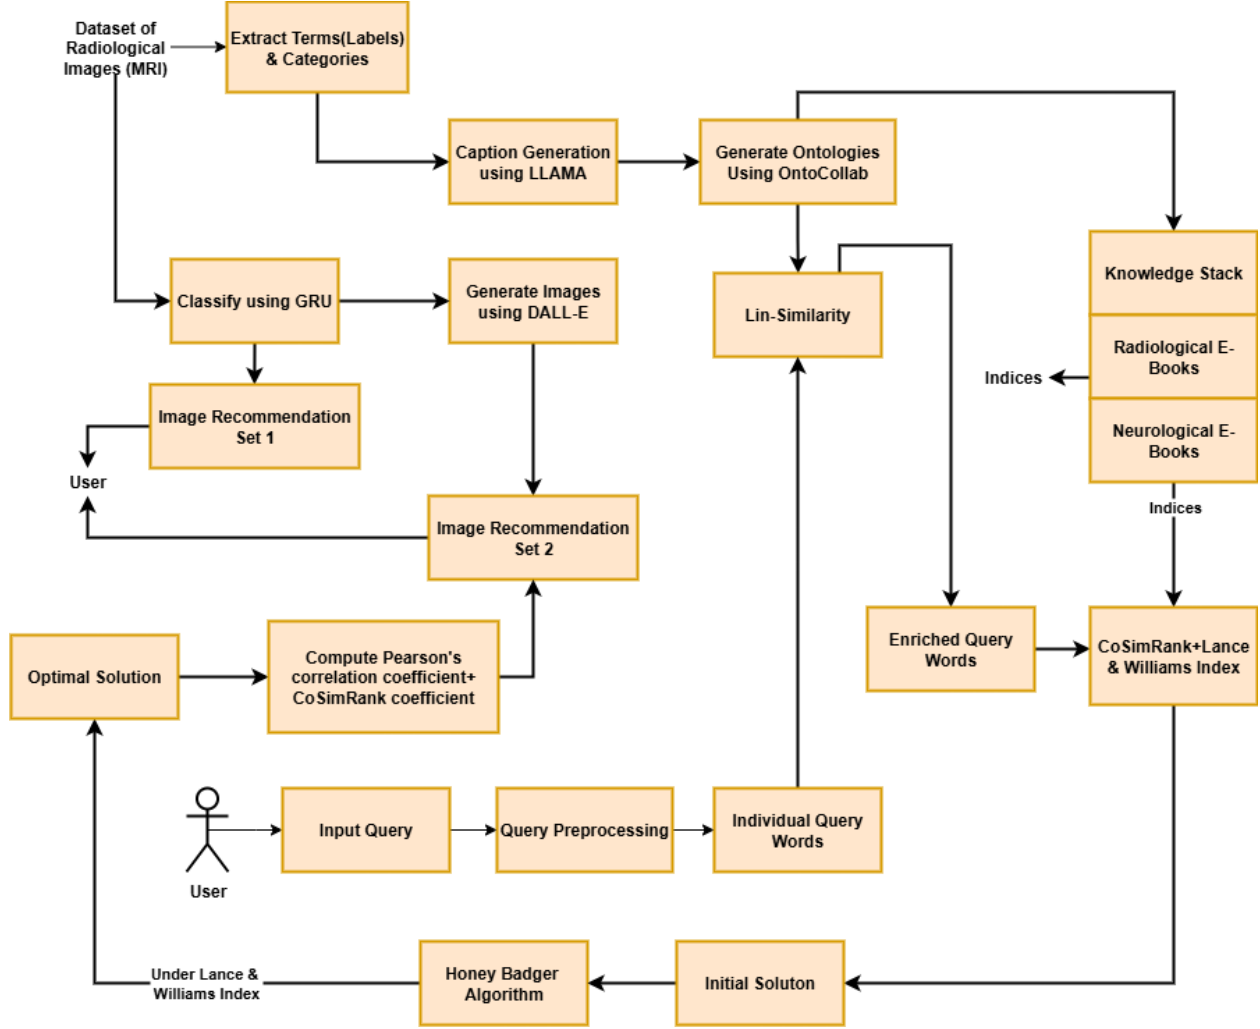 Dataset of
Radiological
Images (MRI)
Extract Terms(Labels)
& Categories
Caption Generation
using LLAMA
Generate Ontologies
Using OntoCollab
Classify using GRU
Generate Images
using DALL-E
Lin-Similarity
Knowledge Stack
Radiological E-
Books
Indices
Neurological E-
Books
Indices
Image Recommendation
Set 1
User
Image Recommendation
Set 2
Optimal Solution
Compute Pearson's
correlation coefficient+
CoSimRank coefficient
Enriched Query
Words
CoSimRank+Lance
& Williams Index
User
Input Query
Query Preprocessing
Individual Query
Words
Under Lance &
Williams Index
Honey Badger
Algorithm
Initial Soluton